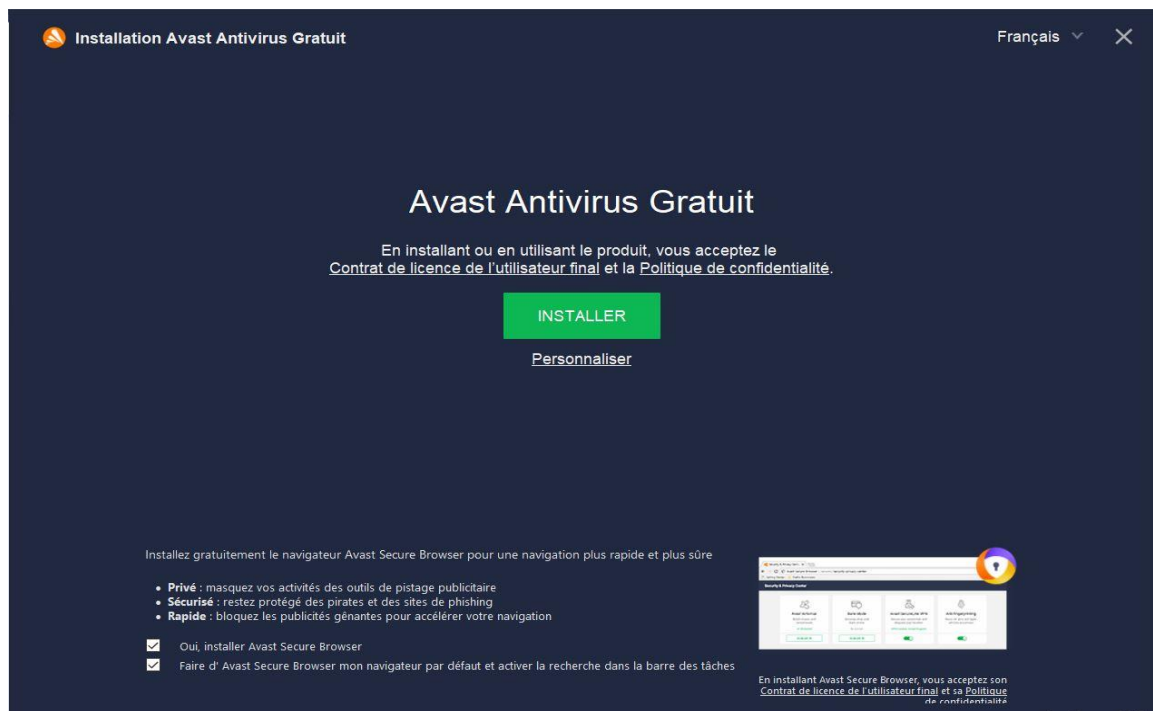 Installation Avast Antivirus Gratuit
Français
Avast Antivirus Gratuit
En installant ou en utilisant le produit, vous acceptez le
Contrat de licence de l'utilisateur final et la Politique de confidentialité.
INSTALLER
Personnaliser
Installez gratuitement le navigateur Avast Secure Browser pour une navigation plus rapide et plus sûre
• Privé : masquez vos activités des outils de pistage publicitaire
• Sécurisé : restez protégé des pirates et des sites de phishing
• Rapide : bloquez les publicités gênantes pour accélérer votre navigation
Oui, installer Avast Secure Browser
Faire d' Avast Secure Browser mon navigateur par défaut et activer la recherche dans la barre des tâches
Security & Privacy Center
En installant Avast Secure Browser, vous acceptez son
Contrat de licence de l'utilisateur final et sa Politique
de confidentialité